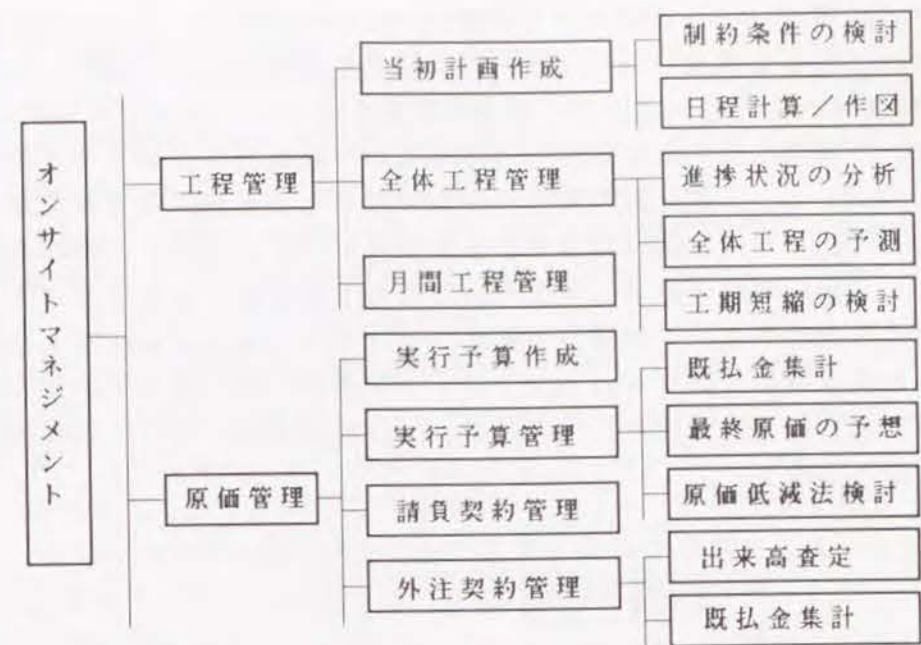 オンサイトマネジメント
工程管理
当初計画作成
制約条件の検討
日程計算／作図
全体工程管理
進捗状況の分析
全体工程の予測
工期短縮の検討
月間工程管理
原価管理
実行予算作成
実行予算管理
既払金集計
最終原価の予想
原価低減法検討
請負契約管理
外注契約管理
出来高査定
既払金集計